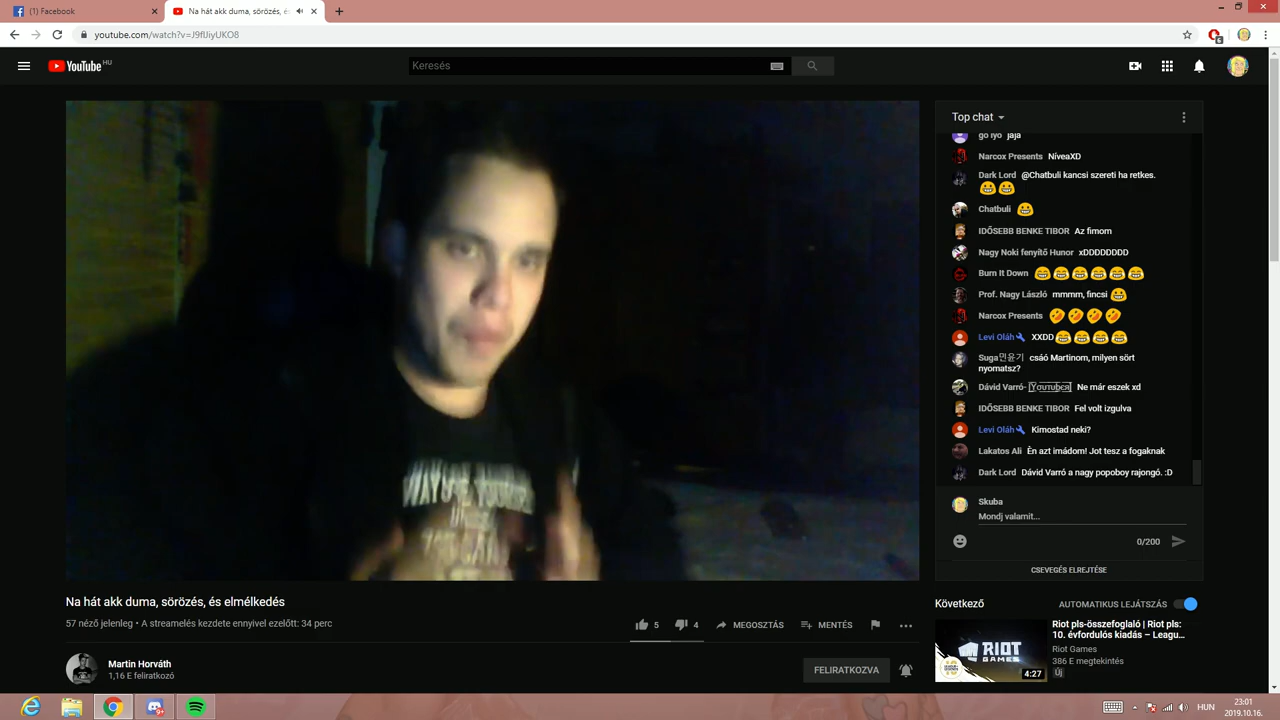 (1) Facebook
Na hát akk duma, sörözés, és
youtube.com/watch?v=J9fUiyUKO8
YouTube HU
Keresés
Top chat
go lyo jaja
Narcox Presents NíveaXD
Dark Lord @Chatbuli kancsi szereti ha retkes.
Chatbuli
IDŐSEBB BENKE TIBOR Az fimom
Nagy Noki fenyítő Hunor xDDDDDDDD
Burn It Down
Prof. Nagy László mmmm, fincsi
Narcox Presents
Levi Oláh XXDD
Suga민윤기 csáó Martinom, milyen sört
nyomatsz?
Dávid Varró- Ne már eszek xd
IDŐSEBB BENKE TIBOR Fel volt izgulva
Levi Oláh Kimostad neki?
Lakatos Ali Èn azt imádom! Jot tesz a fogaknak
Dark Lord Dávid Varró a nagy popoboy rajongó. :D
Skuba
Mondj valamit...
0/200
CSEVEGÉS ELREJTÉSE
Na hát akk duma, sörözés, és elmélkedés
57 néző jelenleg • A streamelés kezdete ennyivel ezelőtt: 34 perc
5 4 MEGOSZTÁS MENTÉS
Martin Horváth
1,16 E feliratkozó
FELIRATKOZVA
Következő AUTOMATIKUS LEJÁTSZÁS
Riot pls-összefoglaló | Riot pls:
10. évfordulós kiadás – Leagu...
Riot Games
386 E megtekintés
Új
RIOT
GAMES
4:27
HUN
23:01
2019.10.16.